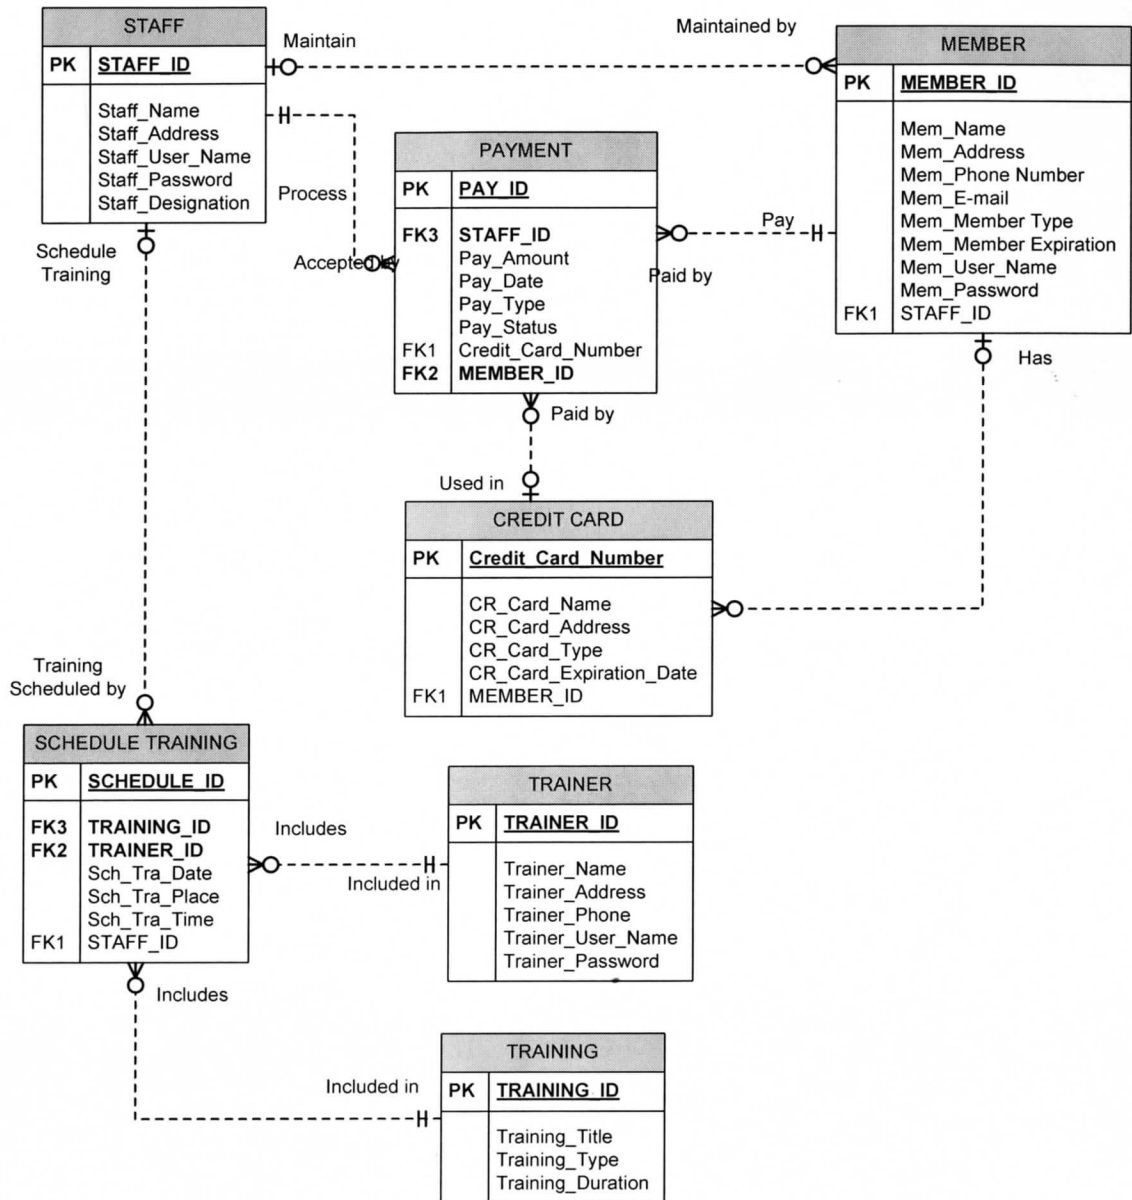 STAFF
PK STAFF_ID
Staff_Name
Staff_Address
Staff_User_Name
Staff_Password
Staff_Designation
Maintain
Maintained by
MEMBER
PK MEMBER_ID
Mem_Name
Mem_Address
Mem_Phone Number
Mem_E-mail
Mem_Member Type
Mem_Member Expiration
Mem_User_Name
Mem_Password
FK1 STAFF_ID
Process
Accepted by
PAYMENT
PK PAY_ID
FK3 STAFF_ID
Pay_Amount
Pay_Date
Pay_Type
Pay_Status
FK1 Credit_Card_Number
FK2 MEMBER_ID
Pay
Paid by
Has
Schedule
Training
Paid by
Used in
CREDIT CARD
PK Credit_Card_Number
CR_Card_Name
CR_Card_Address
CR_Card_Type
CR_Card_Expiration_Date
FK1 MEMBER_ID
Training
Scheduled by
SCHEDULE TRAINING
PK SCHEDULE_ID
FK3 TRAINING_ID
FK2 TRAINER_ID
Sch_Tra_Date
Sch_Tra_Place
Sch_Tra_Time
FK1 STAFF_ID
Includes
Included in
TRAINER
PK TRAINER_ID
Trainer_Name
Trainer_Address
Trainer_Phone
Trainer_User_Name
Trainer_Password
Includes
Included in
TRAINING
PK TRAINING_ID
Training_Title
Training_Type
Training_Duration